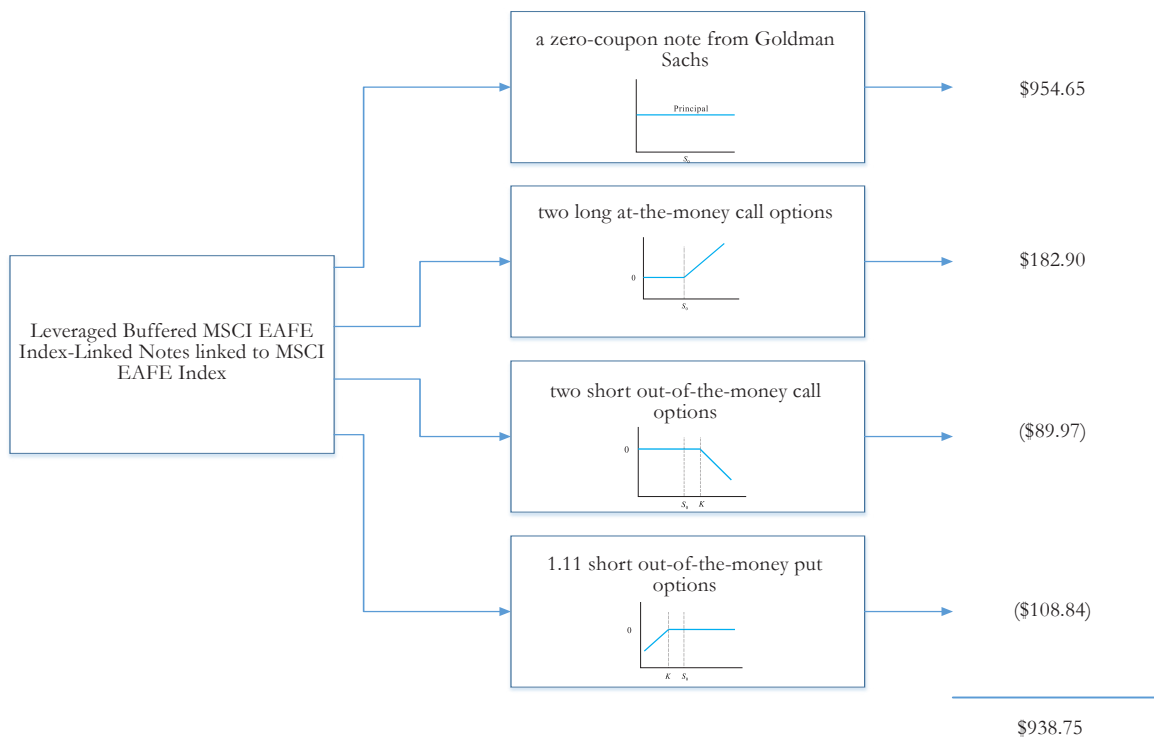 a zero-coupon note from Goldman
Sachs
Principal
S₀
$954.65
two long at-the-money call options
0
S₀
$182.90
Leveraged Buffered MSCI EAFE
Index-Linked Notes linked to MSCI
EAFE Index
two short out-of-the-money call
options
0
S₀ K
($89.97)
1.11 short out-of-the-money put
options
0
K S₀
($108.84)
$938.75